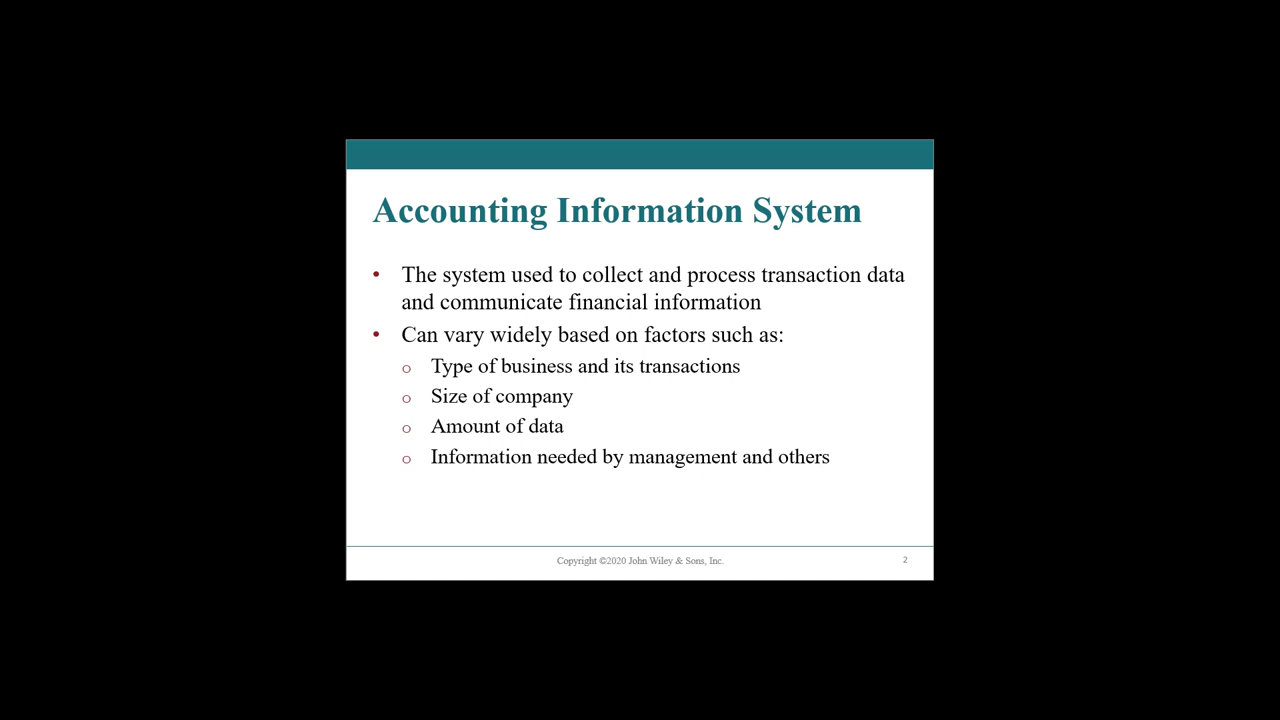 Accounting Information System
• The system used to collect and process transaction data
and communicate financial information
• Can vary widely based on factors such as:
o Type of business and its transactions
o Size of company
o Amount of data
o Information needed by management and others
Copyright ©2020 John Wiley & Sons, Inc.
2